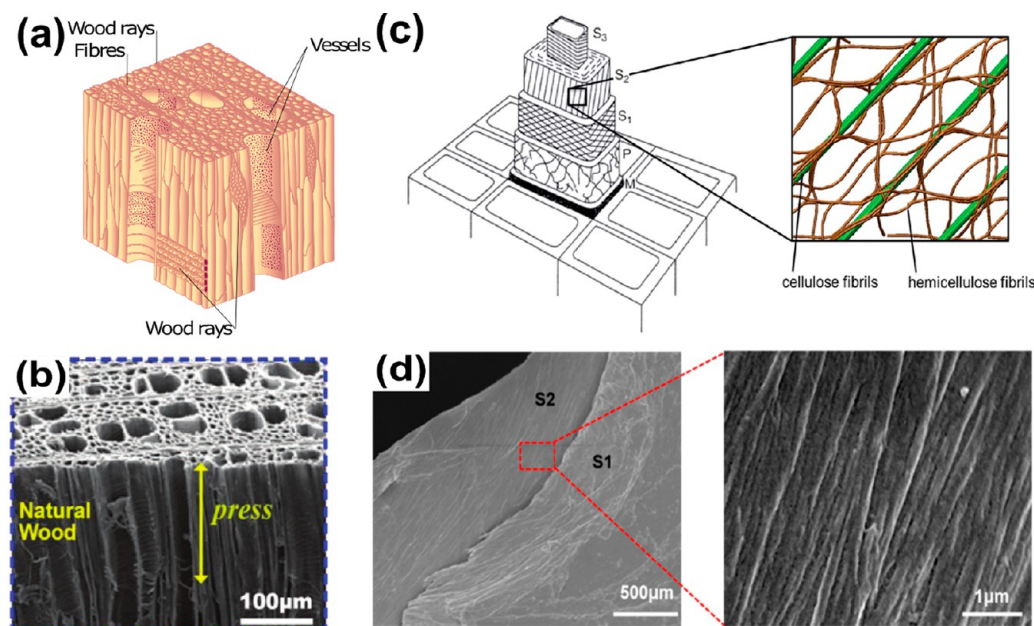 (a)
Wood rays
Fibres
Vessels
Wood rays
(b)
Natural
Wood
press
100μm
(c)
S3
S2
S1
P
M
cellulose fibrils
hemicellulose fibrils
(d)
S2
S1
500μm
1μm